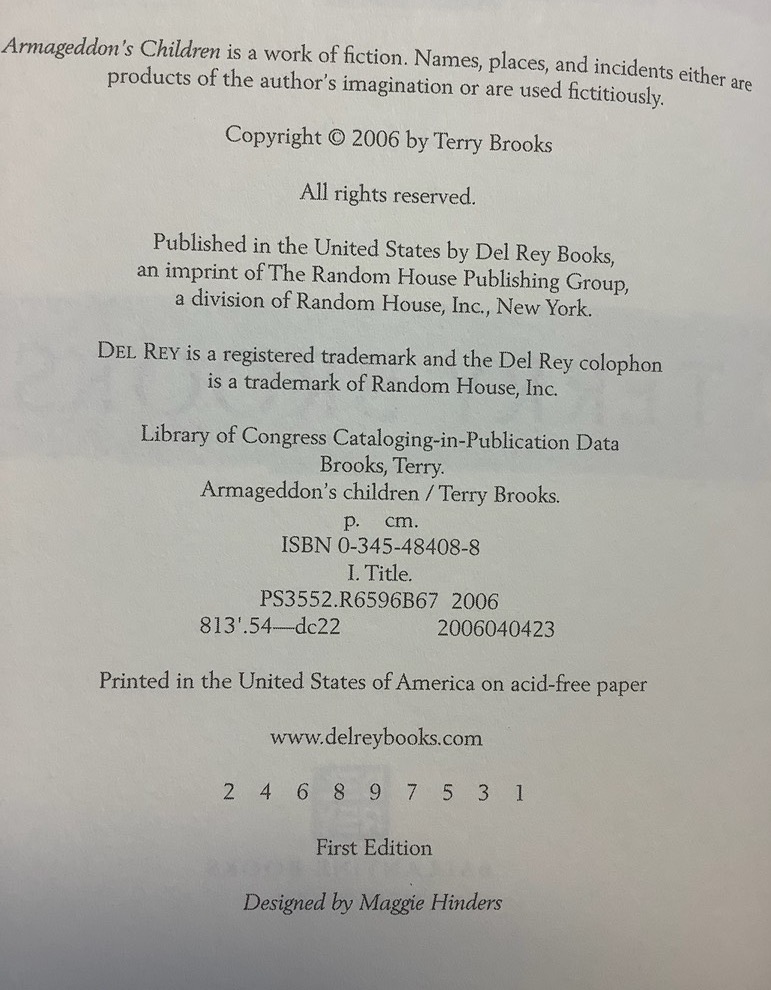 Armageddon's Children is a work of fiction. Names, places, and incidents either are
products of the author's imagination or are used fictitiously.
Copyright © 2006 by Terry Brooks
All rights reserved.
Published in the United States by Del Rey Books,
an imprint of The Random House Publishing Group,
a division of Random House, Inc., New York.
DEL REY is a registered trademark and the Del Rey colophon
is a trademark of Random House, Inc.
Library of Congress Cataloging-in-Publication Data
Brooks, Terry.
Armageddon's children / Terry Brooks.
p. cm.
ISBN 0-345-48408-8
I. Title.
PS3552.R6596B67 2006
813'.54—dc22 2006040423
Printed in the United States of America on acid-free paper
www.delreybooks.com
2 4 6 8 9 7 5 3 1
First Edition
Designed by Maggie Hinders